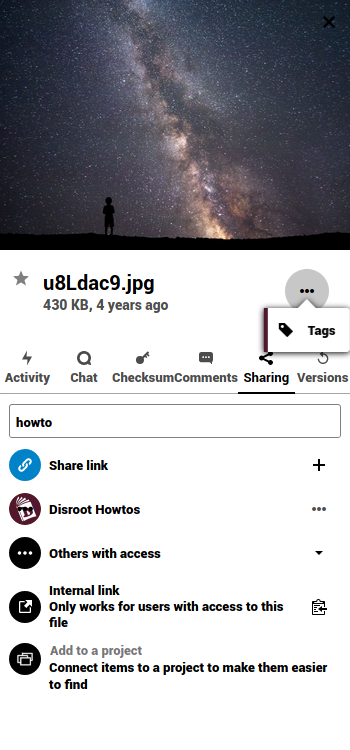 u8Ldac9.jpg
430 KB, 4 years ago
Tags
Activity Chat Checksum Comments Sharing Versions
howto
Share link
Disroot Howtos
Others with access
Internal link
Only works for users with access to this
file
Add to a project
Connect items to a project to make them easier
to find